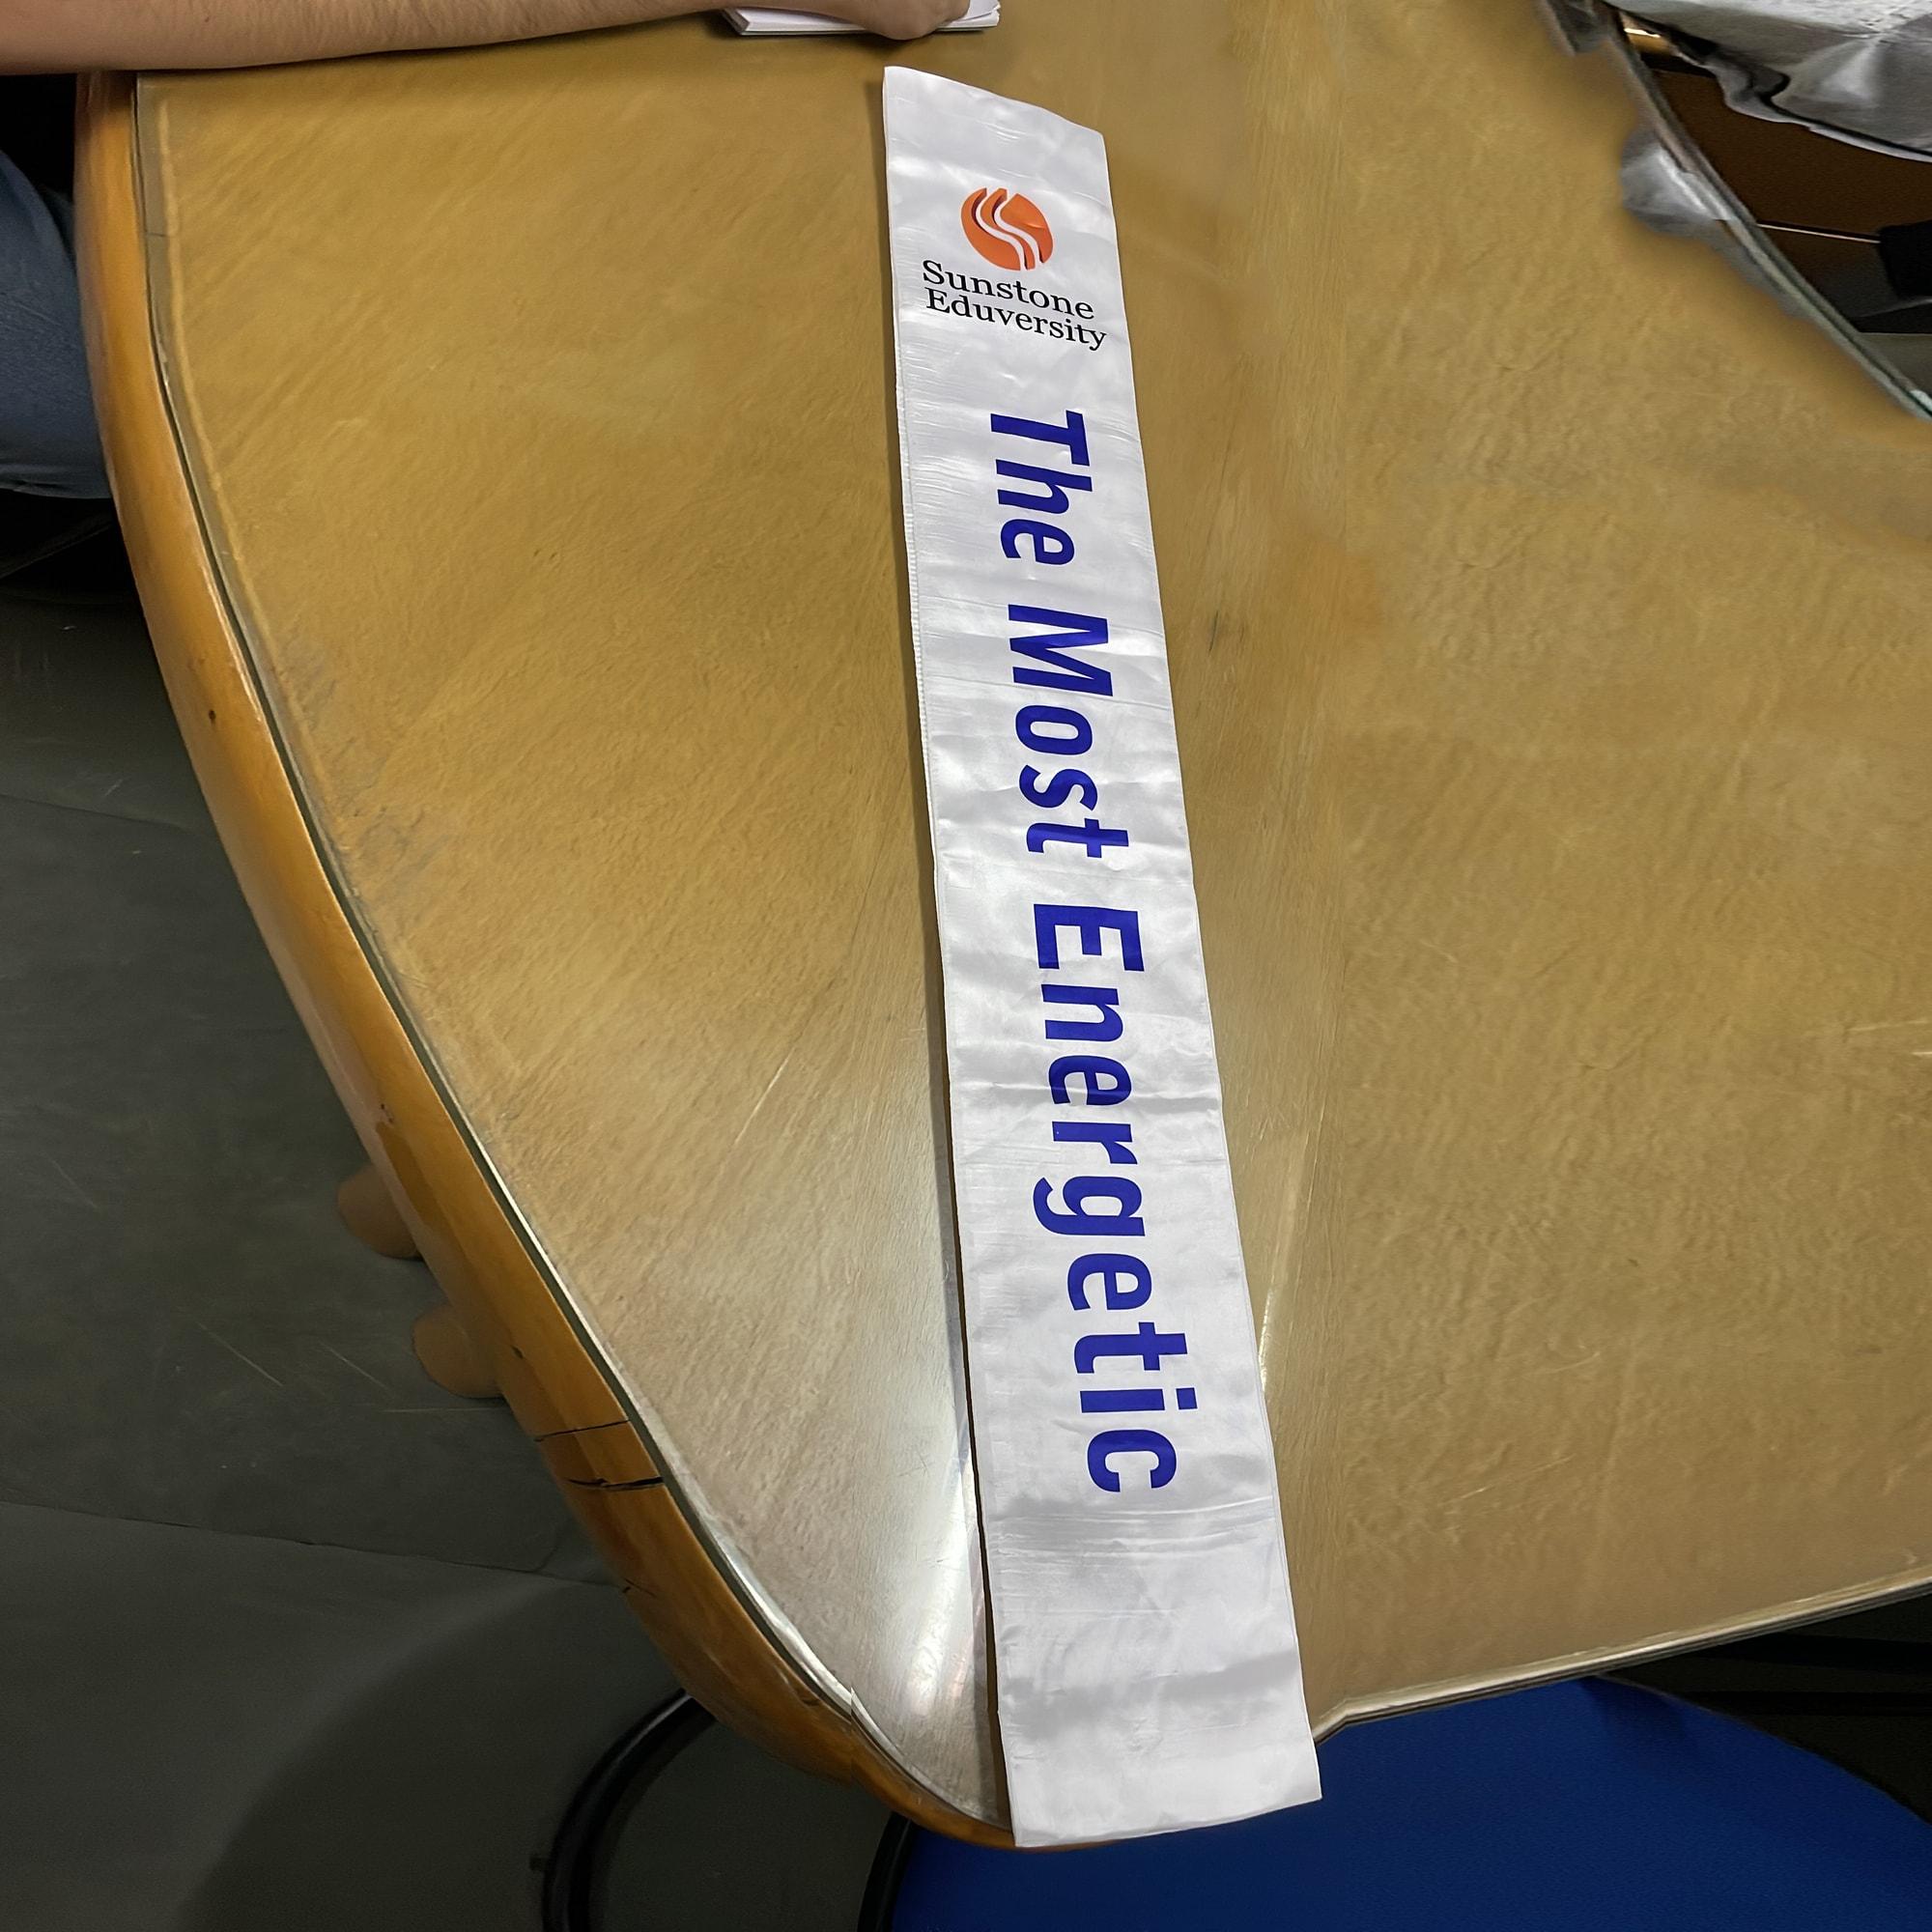 Sunstone
Eduversity
The Most Energetic